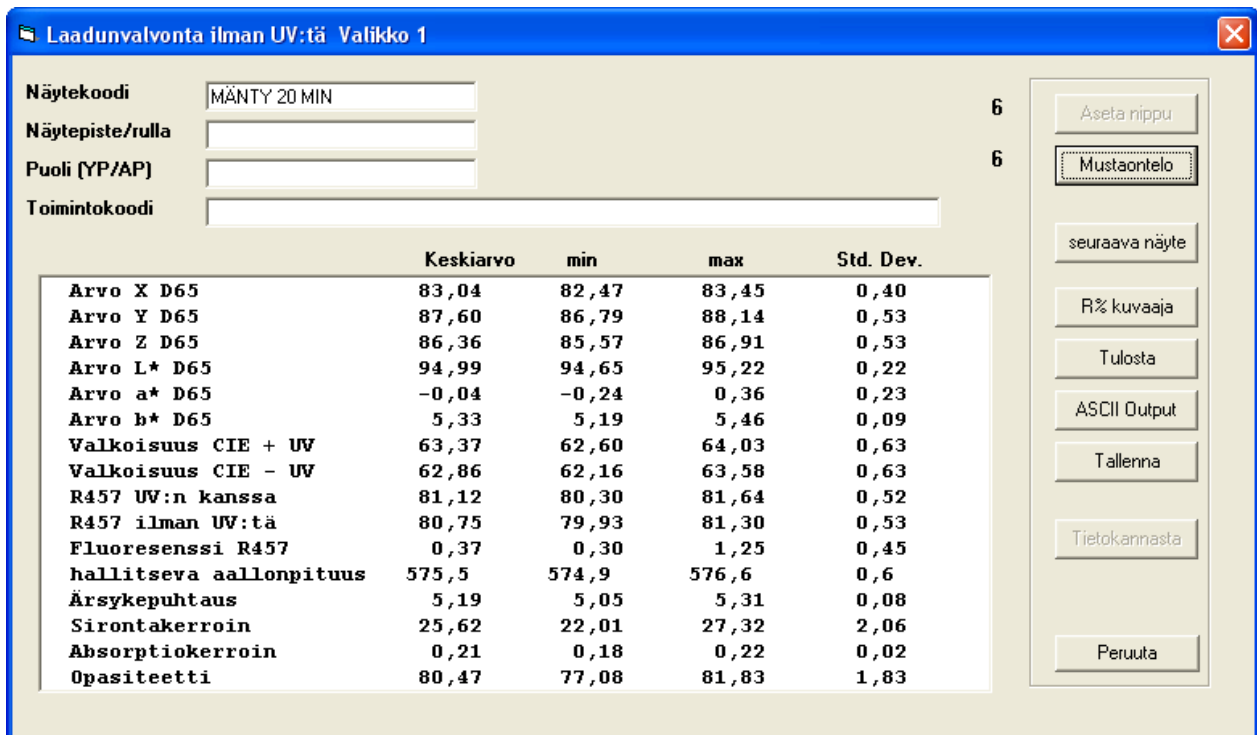 Laadunvalvonta ilman UV:tä Valikko 1
Näytekoodi MÄNTY 20 MIN 6 Aseta nippu
Näytepiste/rulla
Puoli (YP/AP) 6 Mustaontelo
Toimintokoodi
seuraava näyte
Keskiarvo min max Std. Dev.
Arvo X D65 83,04 82,47 83,45 0,40
Arvo Y D65 87,60 86,79 88,14 0,53 R% kuvaaja
Arvo Z D65 86,36 85,57 86,91 0,53
Arvo L* D65 94,99 94,65 95,22 0,22 Tulosta
Arvo a* D65 -0,04 -0,24 0,36 0,23
Arvo b* D65 5,33 5,19 5,46 0,09 ASCII Output
Valkoisuus CIE + UV 63,37 62,60 64,03 0,63
Valkoisuus CIE - UV 62,86 62,16 63,58 0,63 Tallenna
R457 UV:n kanssa 81,12 80,30 81,64 0,52
R457 ilman UV:tä 80,75 79,93 81,30 0,53
Fluoresenssi R457 0,37 0,30 1,25 0,45 Tietokannasta
hallitseva aallonpituus 575,5 574,9 576,6 0,6
Ärsykepuhtaus 5,19 5,05 5,31 0,08
Sirontakerroin 25,62 22,01 27,32 2,06
Absorptiokerroin 0,21 0,18 0,22 0,02 Peruuta
Opasiteetti 80,47 77,08 81,83 1,83